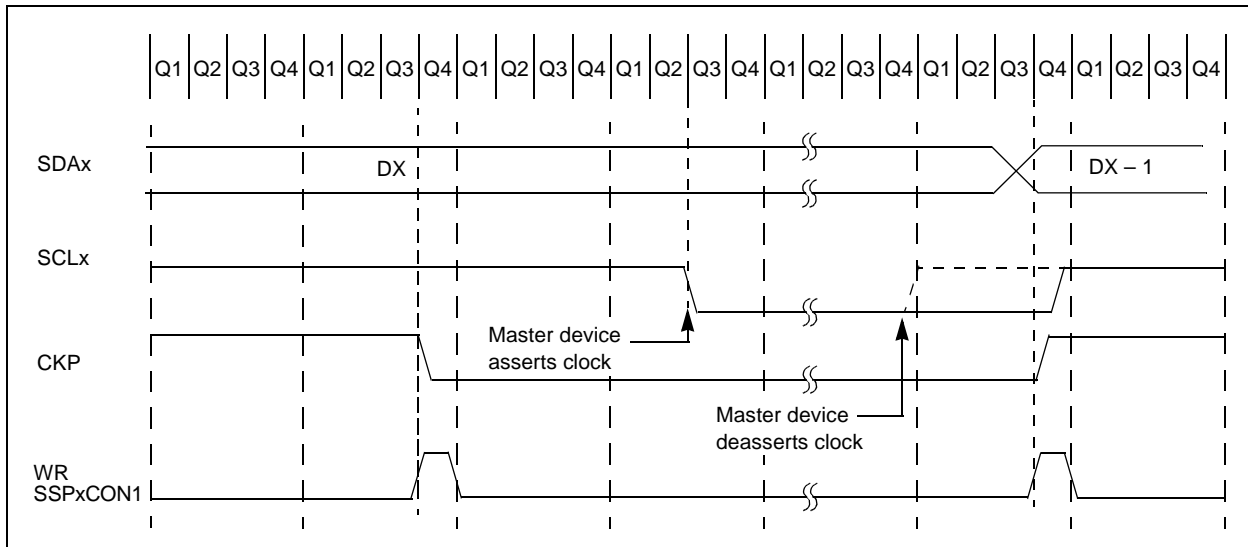 Q1 Q2 Q3 Q4 Q1 Q2 Q3 Q4 Q1 Q2 Q3 Q4 Q1 Q2 Q3 Q4 Q1 Q2 Q3 Q4 Q1 Q2 Q3 Q4 Q1 Q2 Q3 Q4
SDAx
DX
DX – 1
SCLx
Master device
asserts clock
CKP
Master device
deasserts clock
WR
SSPxCON1